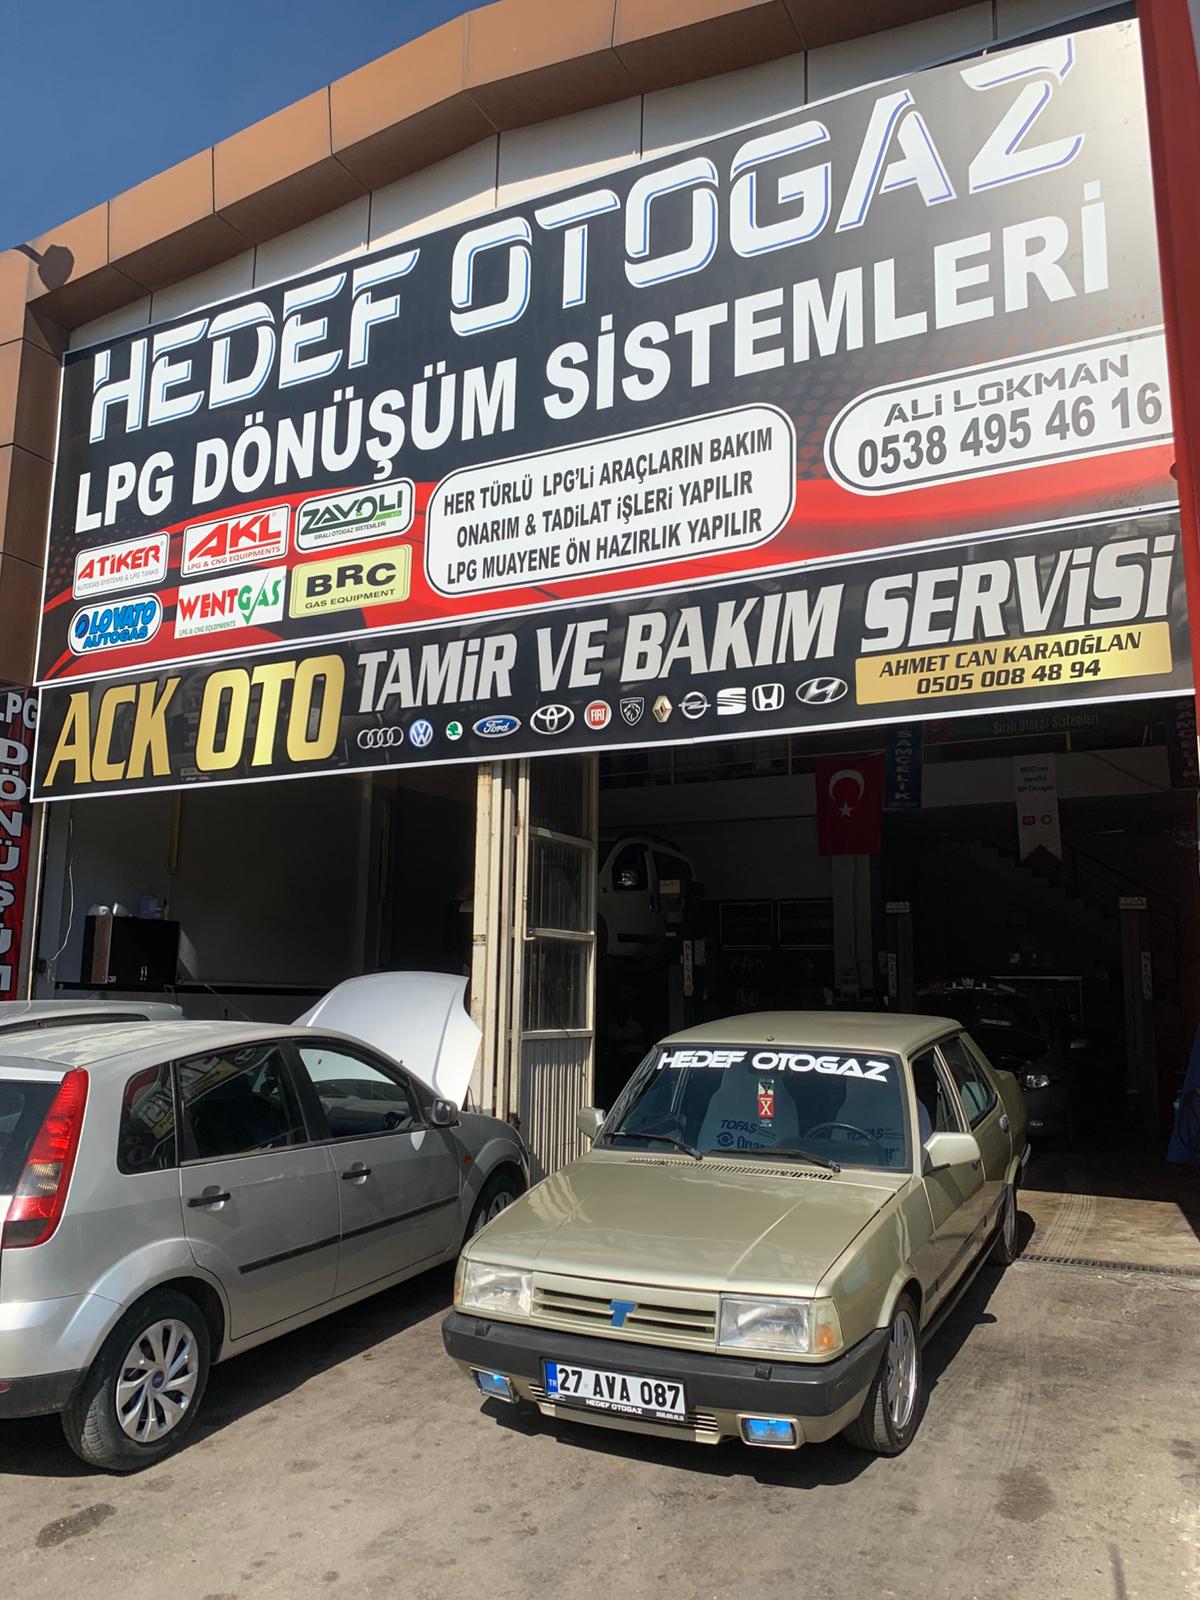 HEDEF OTOGAZ
LPG DÖNÜŞÜM SİSTEMLERİ
ALİ LOKMAN
0538 495 46 16
HER TÜRLÜ LPG'Lİ ARAÇLARIN BAKIM
ONARIM & TADİLAT İŞLERİ YAPILIR
LPG MUAYENE ÖN HAZIRLIK YAPILIR
ATİKER
AUTOGAS SYSTEMS & LPG TANKS
AKL
LPG & CNG EQUIPMENTS
ZAVOLI
SIRALI OTOGAZ SİSTEMLERİ
LOVATO
AUTOGAS
WENTGAS
LPG & CNG EQUIPMENTS
BRC
GAS EQUIPMENT
ACK OTO TAMİR VE BAKIM SERVİSİ
AHMET CAN KARAOĞLAN
0505 008 48 94
Ford
FIAT
LPG DÖNÜŞÜM
Sıralı Otogaz Sistemleri
SAMÇELİK
HEDEF OTOGAZ
X
TOFAŞ
Opar
TOFAŞ
T
TR
27 AVA 087
HEDEF OTOGAZ